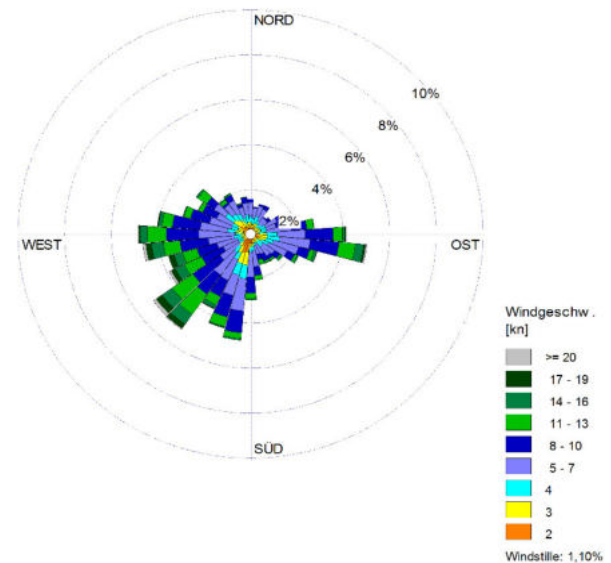 NORD
10%
8%
6%
4%
2%
WEST
OST
SÜD
Windgeschw .
[kn]
>= 20
17 - 19
14 - 16
11 - 13
8 - 10
5 - 7
4
3
2
Windstille: 1,10%